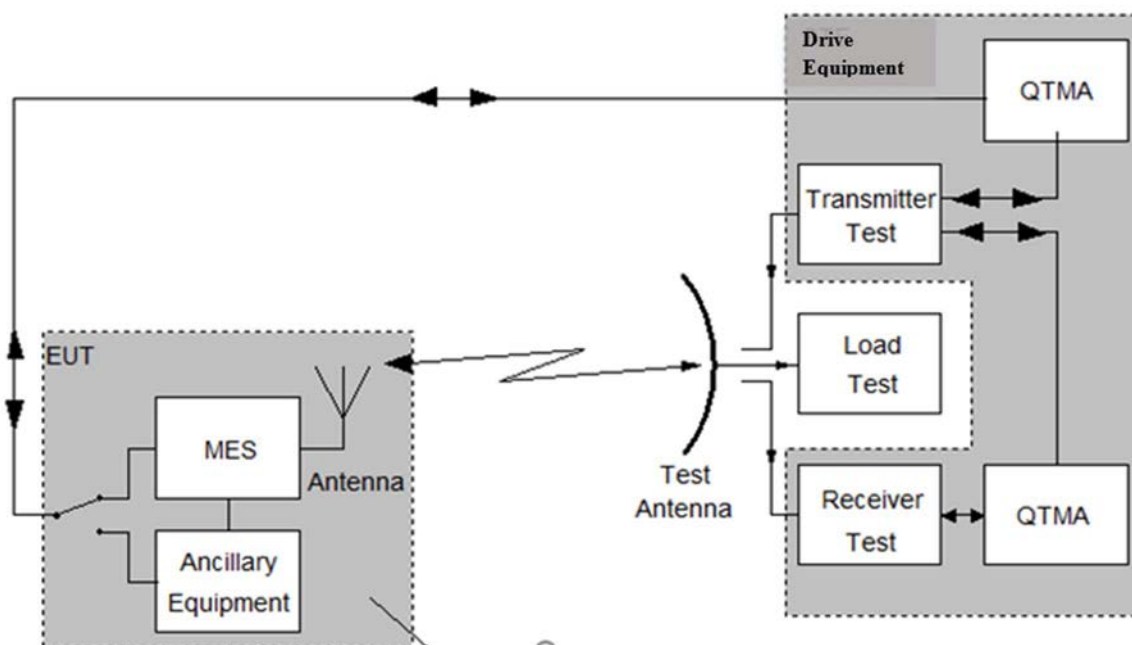 Drive
Equipment
QTMA
Transmitter
Test
EUT
Load
Test
MES
Antenna
Test
Antenna
Receiver
Test
QTMA
Ancillary
Equipment